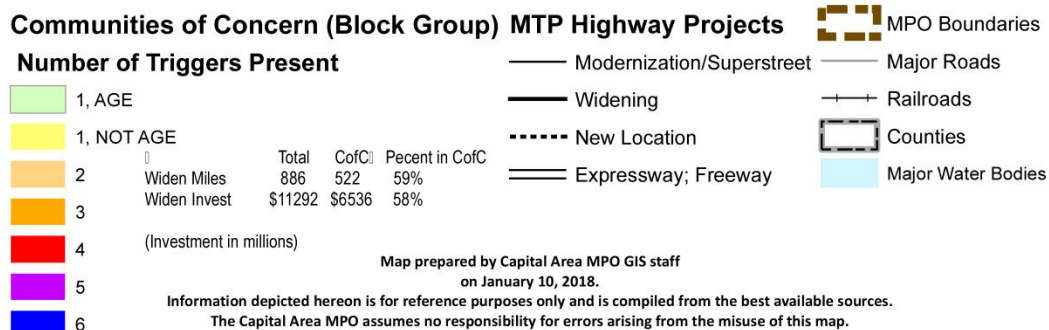 Communities of Concern (Block Group)
Number of Triggers Present
1, AGE
1, NOT AGE
2
3
4
5
6
Total CofC Pecent in CofC
Widen Miles 886 522 59%
Widen Invest $11292 $6536 58%
(Investment in millions)
MTP Highway Projects
Modernization/Superstreet
Widening
New Location
Expressway; Freeway
MPO Boundaries
Major Roads
Railroads
Counties
Major Water Bodies
Map prepared by Capital Area MPO GIS staff
on January 10, 2018.
Information depicted hereon is for reference purposes only and is compiled from the best available sources.
The Capital Area MPO assumes no responsibility for errors arising from the misuse of this map.